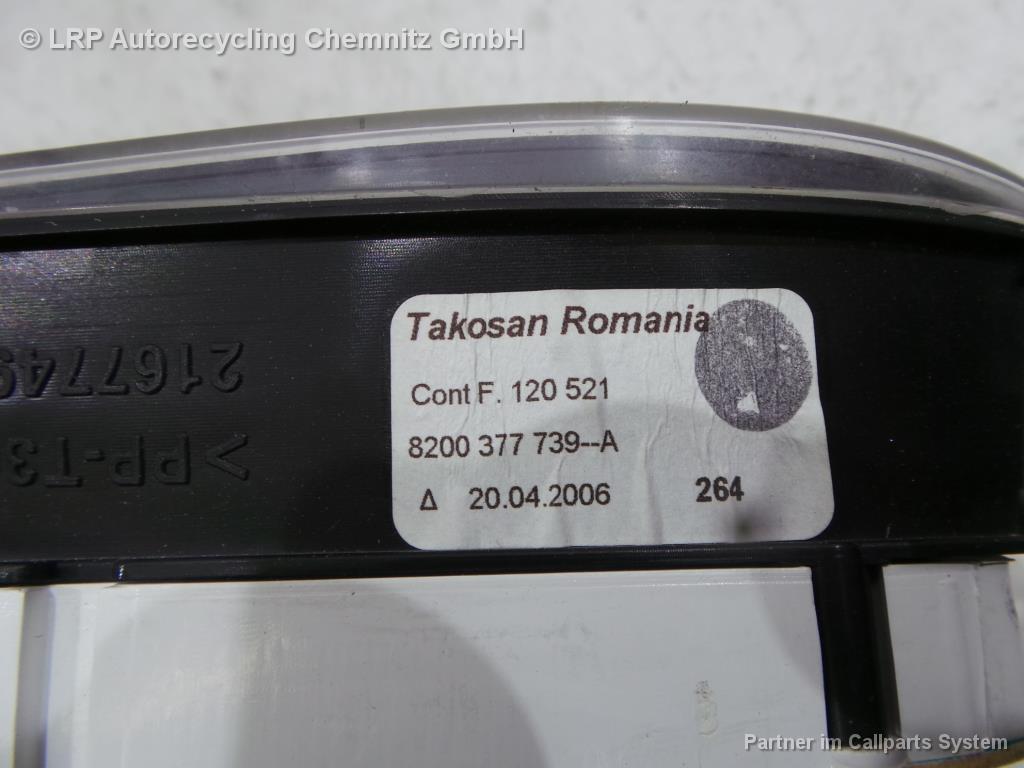 © LRP Autorecycling Chemnitz GmbH
Takosan Romania
Cont F. 120 521
8200 377 739--A
Δ 20.04.2006 264
216774
>PP-T3
Partner im Callparts System